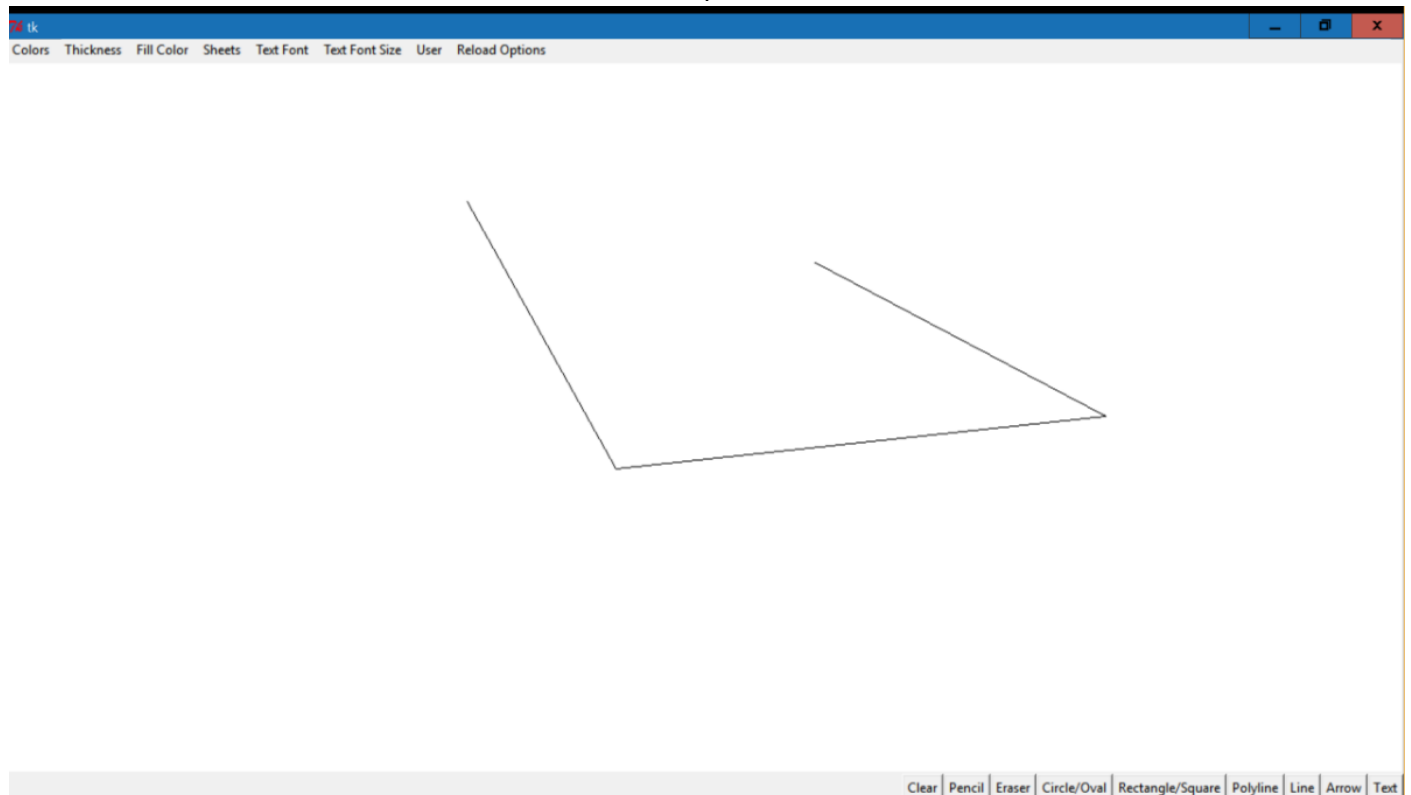 tk
Colors Thickness Fill Color Sheets Text Font Text Font Size User Reload Options
Clear Pencil Eraser Circle/Oval Rectangle/Square Polyline Line Arrow Text